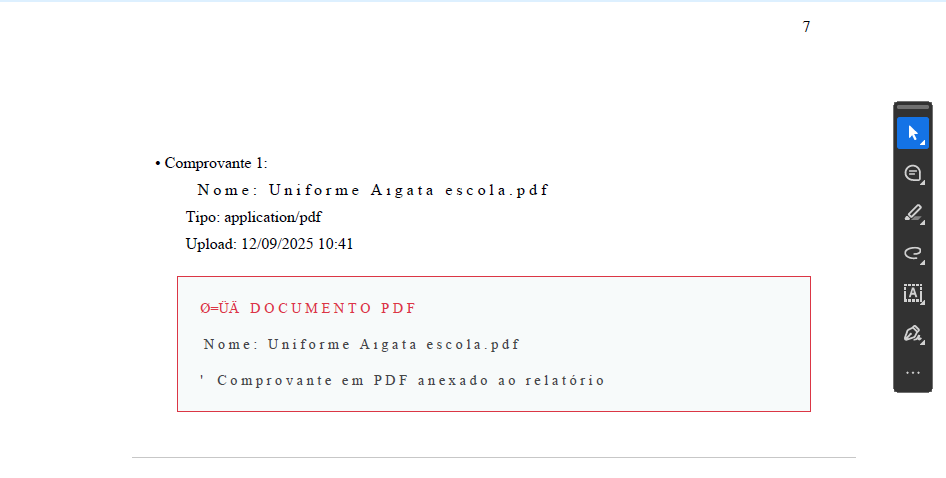 7
• Comprovante 1:
Nome: Uniforme Aıgata escola.pdf
Tipo: application/pdf
Upload: 12/09/2025 10:41
Ø=ÜÄ DOCUMENTO PDF
Nome: Uniforme Aıgata escola.pdf
' Comprovante em PDF anexado ao relatório